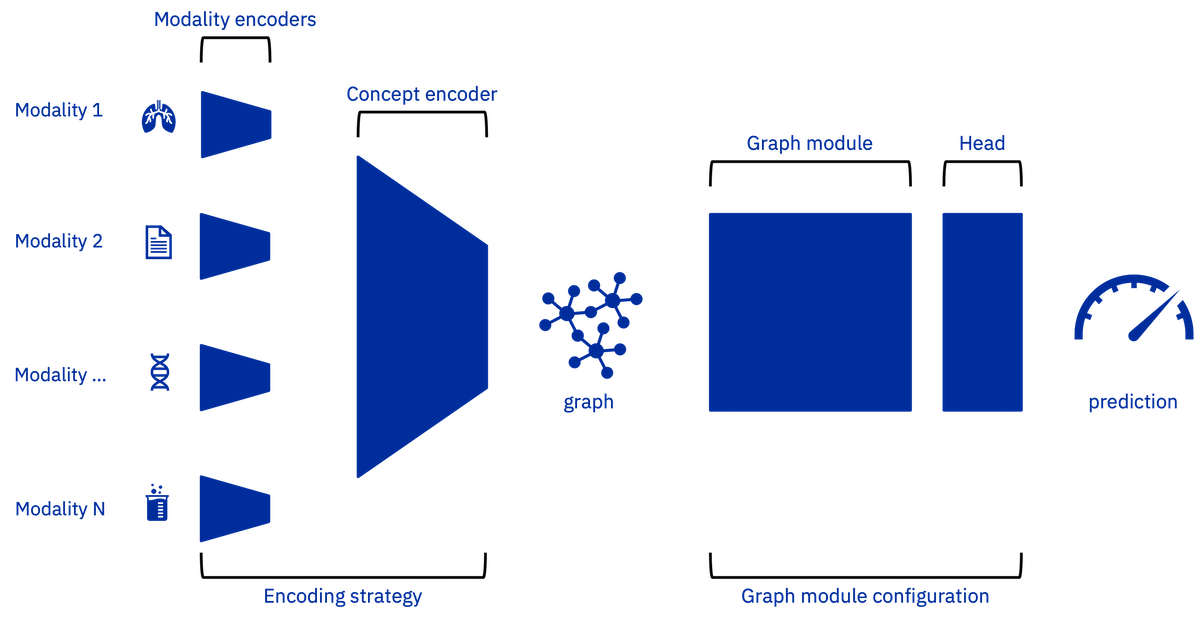 Modality encoders
Concept encoder
Modality 1
Graph module
Head
Modality 2
Modality ...
graph
prediction
Modality N
Encoding strategy
Graph module configuration